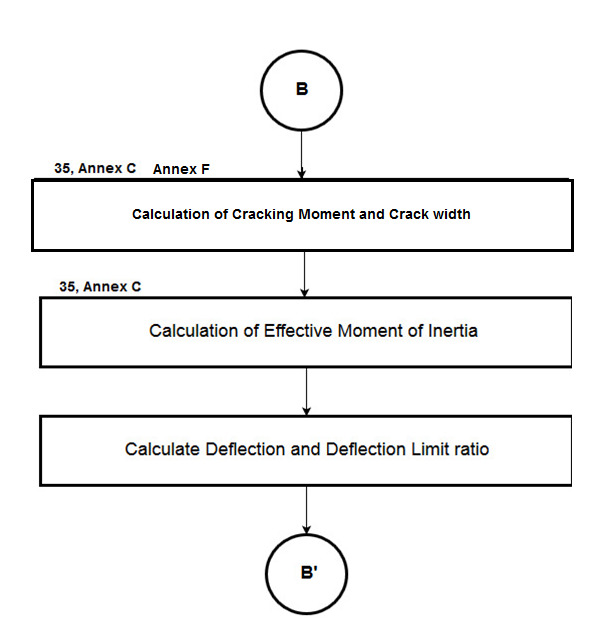 B
35, Annex C Annex F
Calculation of Cracking Moment and Crack width
35, Annex C
Calculation of Effective Moment of Inertia
Calculate Deflection and Deflection Limit ratio
B'